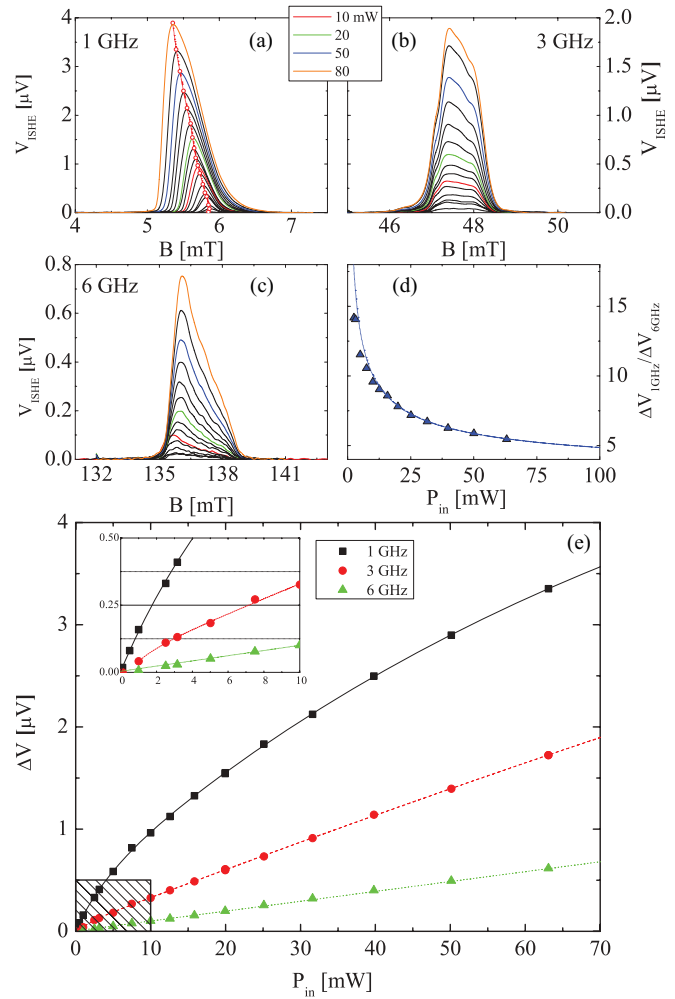 1 GHz
(a)
10 mW
20
50
80
(b)
3 GHz
V_ISHE [µV]
4
3
2
1
0
4 5 6 7
B [mT]
46 48 50
B [mT]
2.0
1.5
1.0
0.5
0.0
V_ISHE [µV]
6 GHz
(c)
V_ISHE [µV]
0.8
0.6
0.4
0.2
0.0
132 135 138 141
B [mT]
(d)
15
10
5
ΔV_1GHz/ΔV_6GHz
0 25 50 75 100
P_in [mW]
(e)
1 GHz
3 GHz
6 GHz
0.50
0.25
0.00
0 2 4 6 8 10
ΔV [µV]
4
3
2
1
0
0 10 20 30 40 50 60 70
P_in [mW]